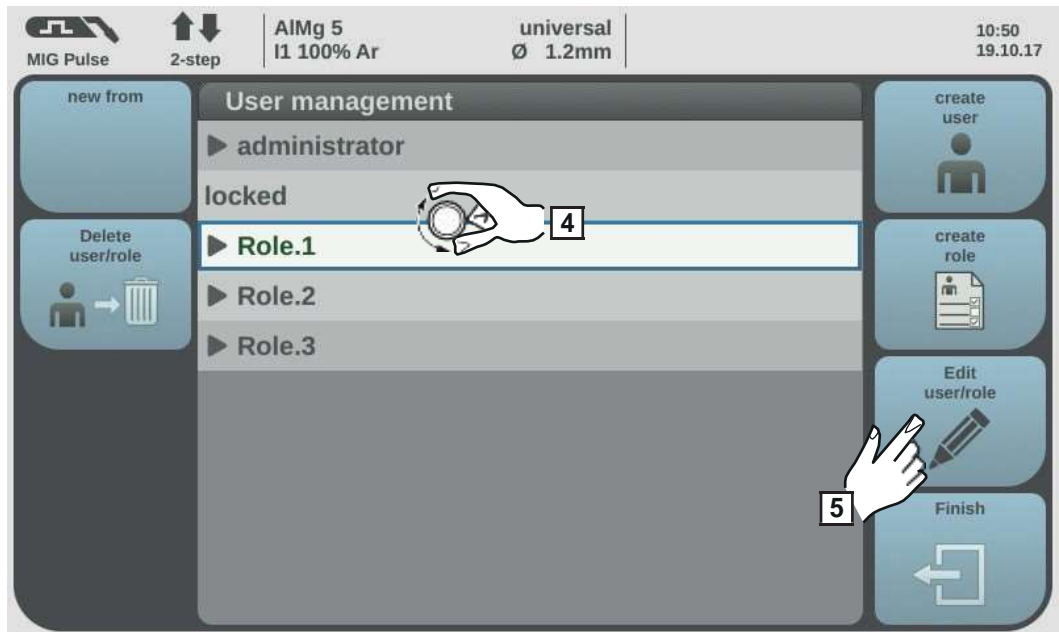 MIG Pulse
2-step
AlMg 5
I1 100% Ar
universal
Ø 1.2mm
10:50
19.10.17
new from
Delete
user/role
User management
administrator
locked
Role.1
Role.2
Role.3
4
create
user
create
role
Edit
user/role
5
Finish